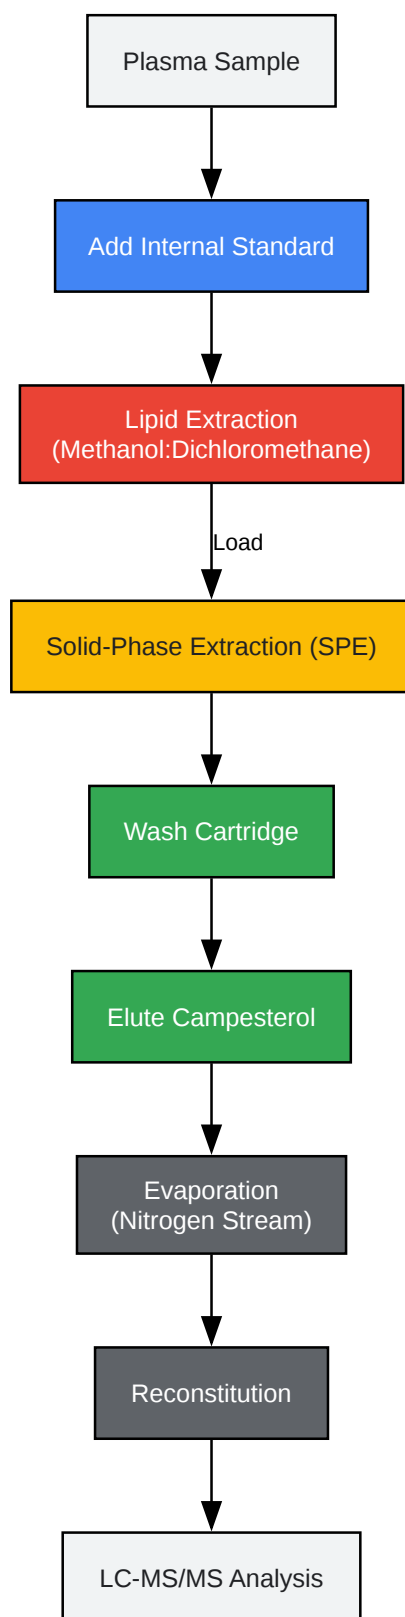 Plasma Sample
Add Internal Standard
Lipid Extraction
(Methanol:Dichloromethane)
Load
Solid-Phase Extraction (SPE)
Wash Cartridge
Elute Campesterol
Evaporation
(Nitrogen Stream)
Reconstitution
LC-MS/MS Analysis